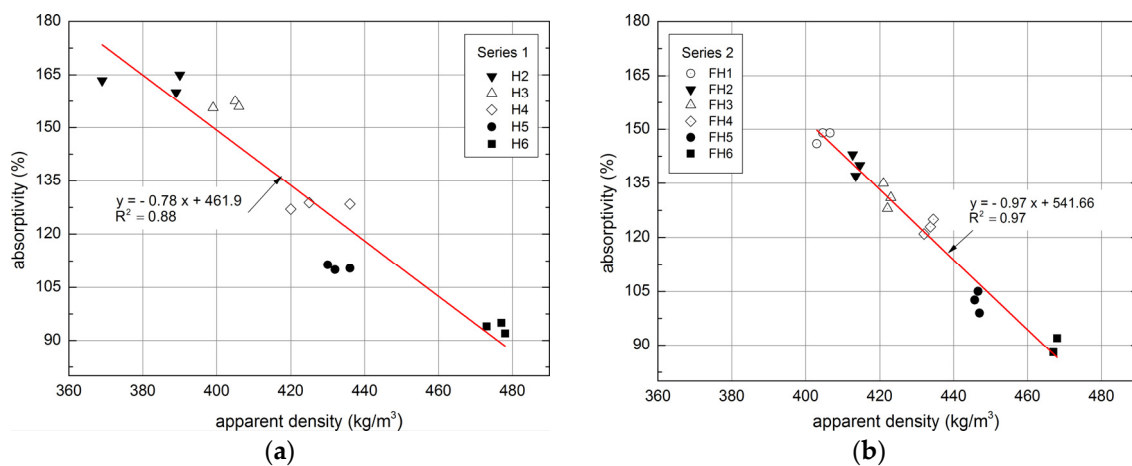 180
165
150
135
120
105
90
absorptivity (%)
Series 1
H2
H3
H4
H5
H6
y = - 0.78 x + 461.9
R² = 0.88
360 380 400 420 440 460 480
apparent density (kg/m³)
(a)
180
165
150
135
120
105
90
absorptivity (%)
Series 2
FH1
FH2
FH3
FH4
FH5
FH6
y = - 0.97 x + 541.66
R² = 0.97
360 380 400 420 440 460 480
apparent density (kg/m³)
(b)